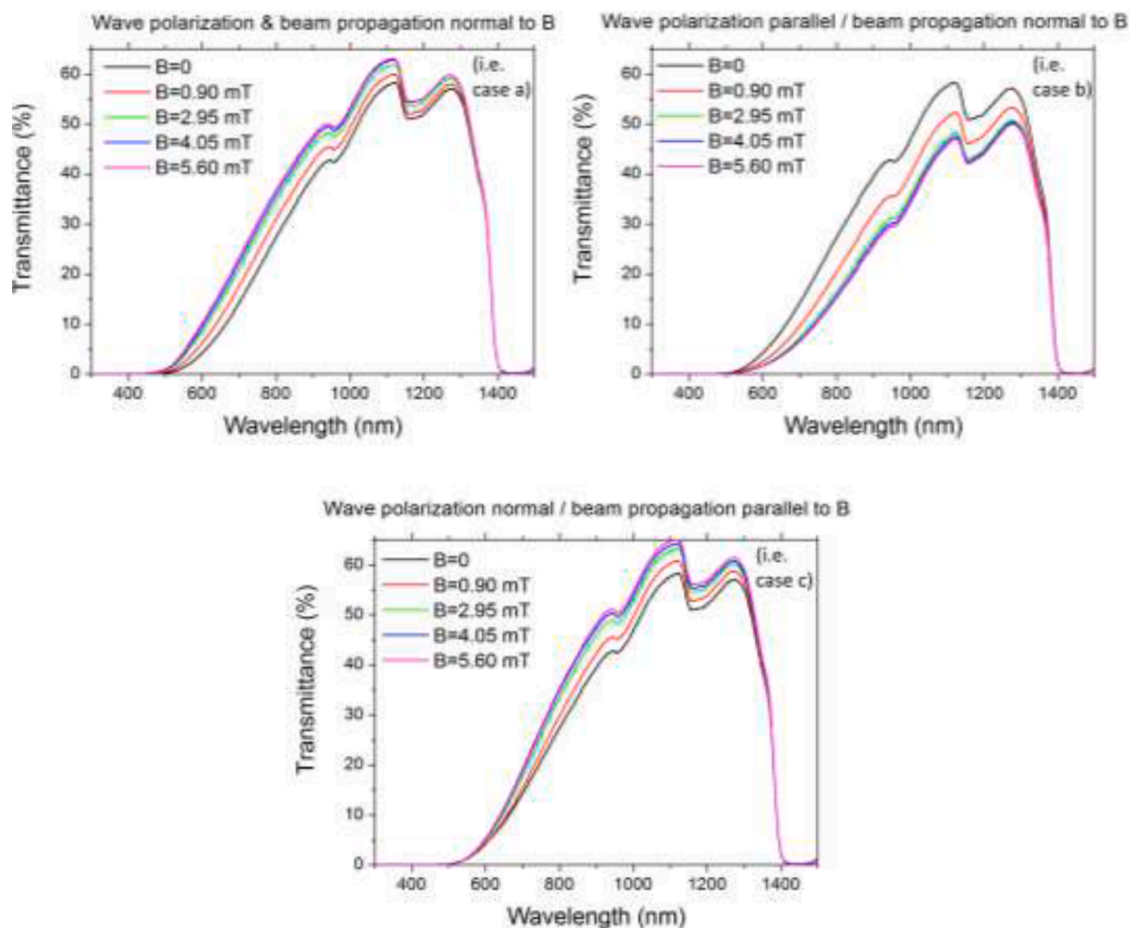 Wave polarization & beam propagation normal to B
B=0
B=0.90 mT
B=2.95 mT
B=4.05 mT
B=5.60 mT
(i.e.
case a)
Transmittance (%)
60
50
40
30
20
10
0
400 600 800 1000 1200 1400
Wavelength (nm)
Wave polarization parallel / beam propagation normal to B
B=0
B=0.90 mT
B=2.95 mT
B=4.05 mT
B=5.60 mT
(i.e.
case b)
Transmittance (%)
60
50
40
30
20
10
0
400 600 800 1000 1200 1400
Wavelength (nm)
Wave polarization normal / beam propagation parallel to B
B=0
B=0.90 mT
B=2.95 mT
B=4.05 mT
B=5.60 mT
(i.e.
case c)
Transmittance (%)
60
50
40
30
20
10
0
400 600 800 1000 1200 1400
Wavelength (nm)